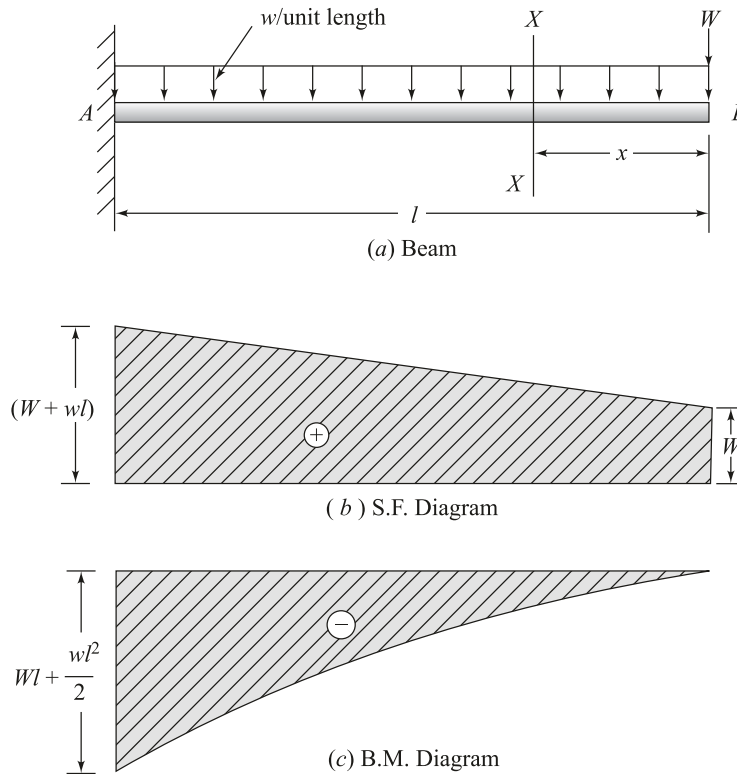 w/unit length
X
W
A
x
X
l
(a) Beam
(W + wl)
+
W
( b ) S.F. Diagram
−
Wl + wl²/2
(c) B.M. Diagram